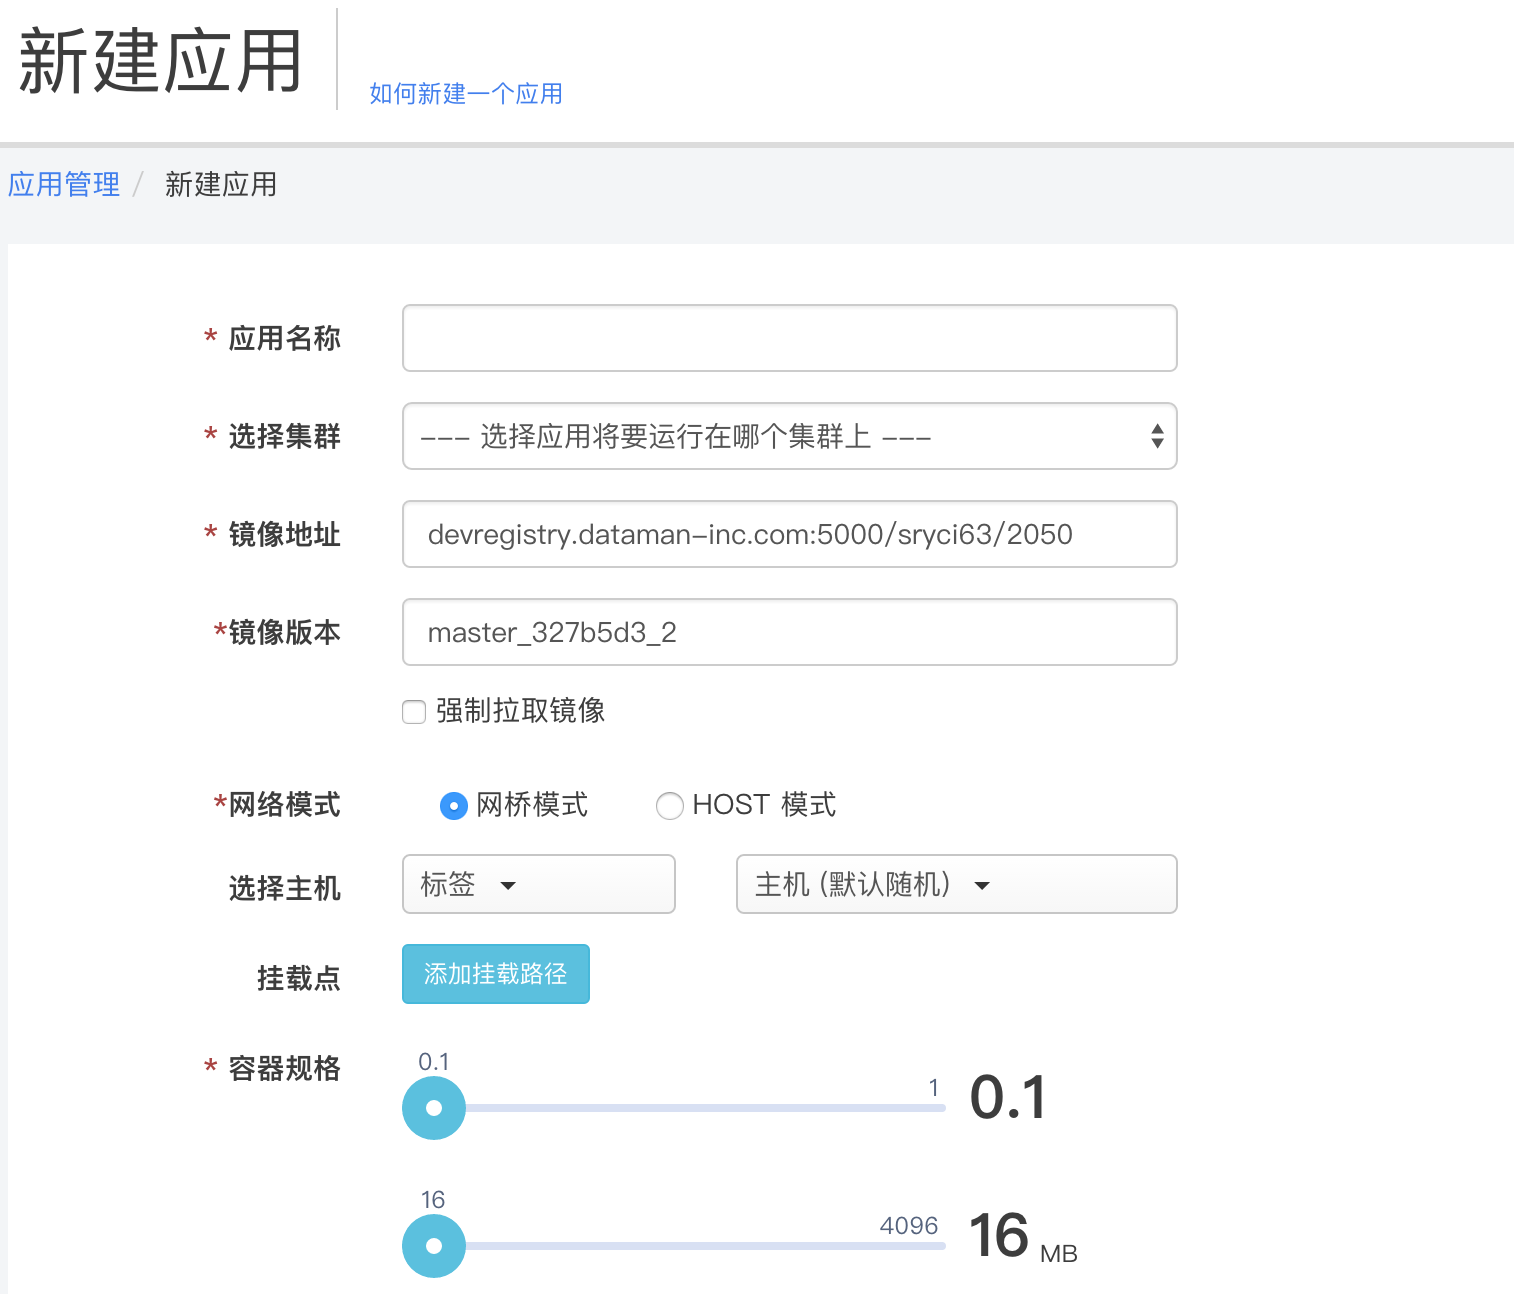 新建应用
如何新建一个应用
应用管理 / 新建应用
* 应用名称
* 选择集群 --- 选择应用将要运行在哪个集群上 ---
* 镜像地址 devregistry.dataman-inc.com:5000/sryci63/2050
*镜像版本 master_327b5d3_2
强制拉取镜像
*网络模式 网桥模式 HOST 模式
选择主机 标签 主机 (默认随机)
挂载点 添加挂载路径
* 容器规格 0.1 1 0.1
16 4096 16 MB